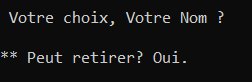 Votre choix, Votre Nom ?
** Peut retirer? Oui.